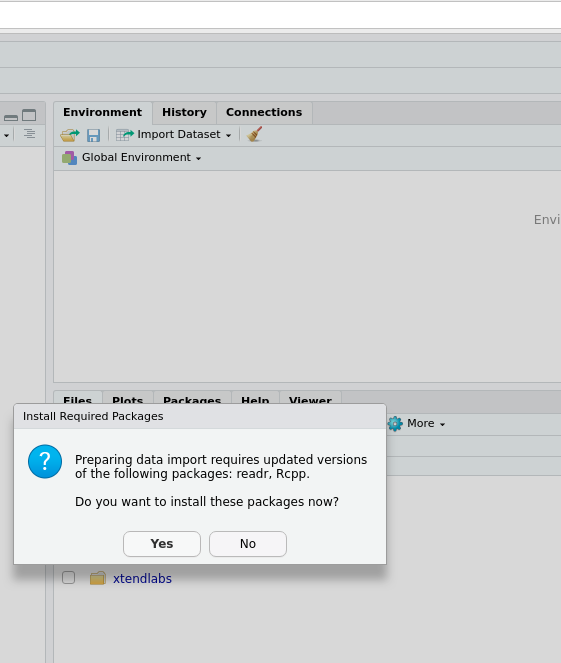 Environment History Connections
Import Dataset
Global Environment
Envi
Files Plots Packages Help Viewer
Install Required Packages
More
?
Preparing data import requires updated versions
of the following packages: readr, Rcpp.
Do you want to install these packages now?
Yes No
xtendlabs